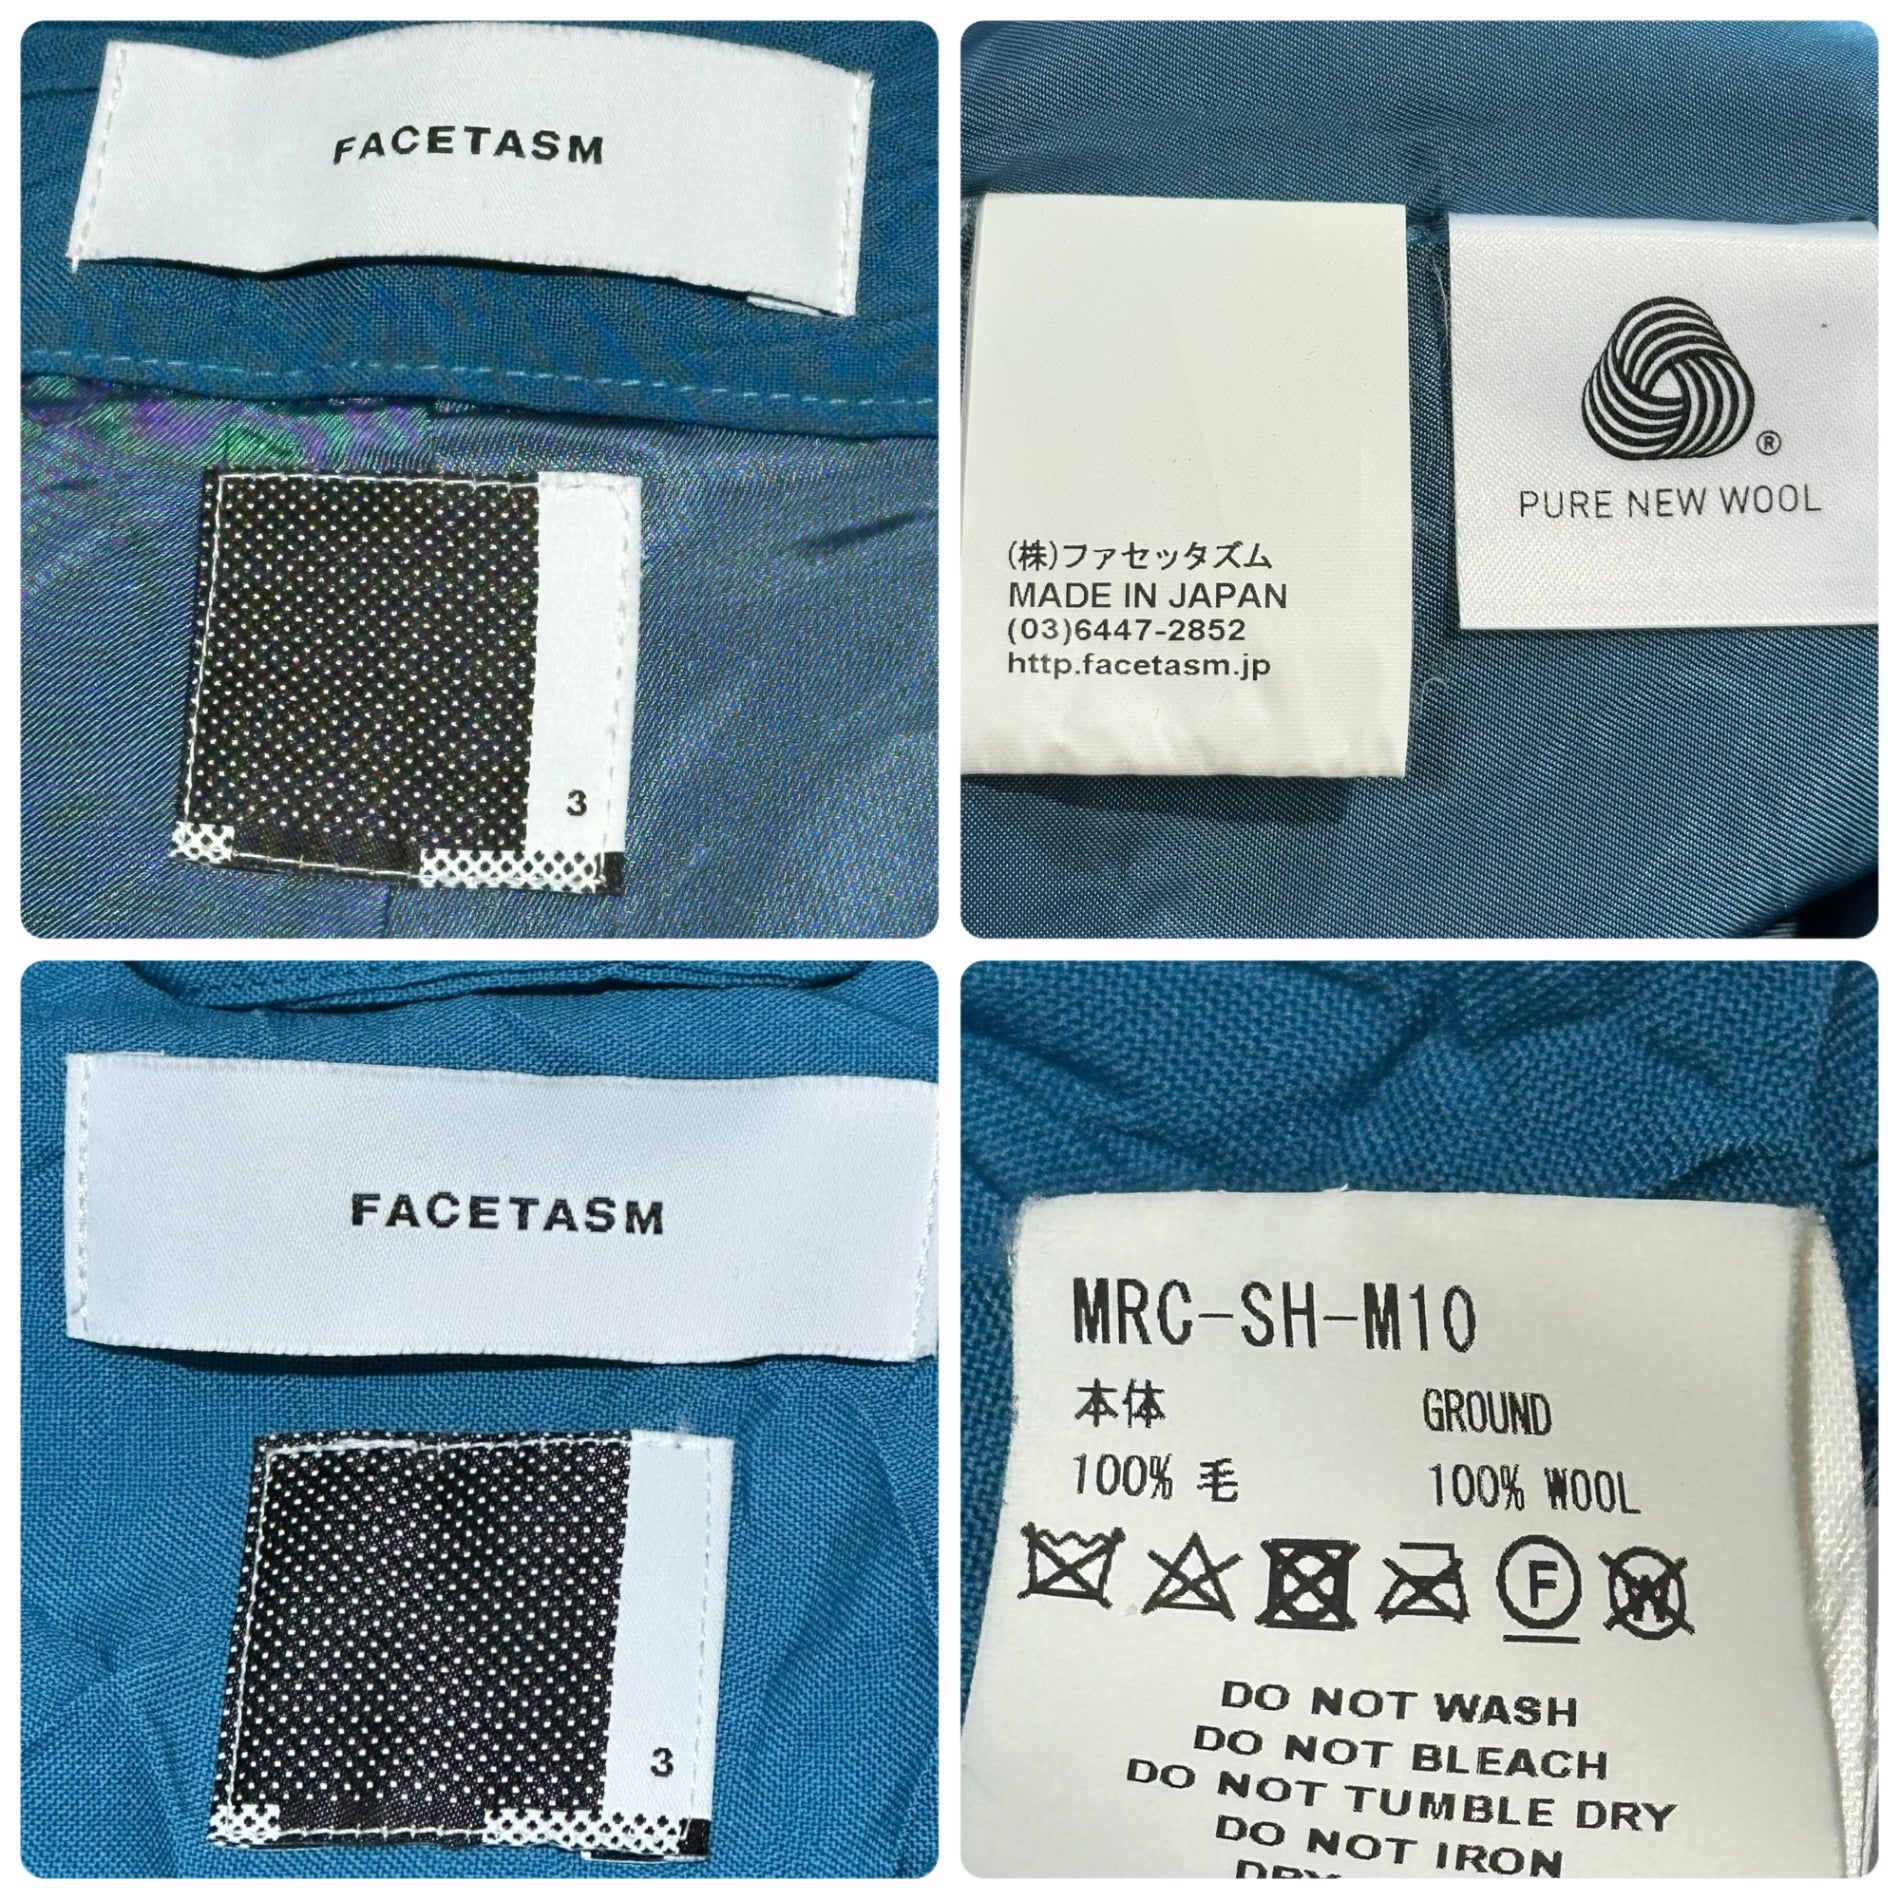 FACETASM
3
(株)ファセッタズム
MADE IN JAPAN
(03)6447-2852
http.facetasm.jp
®
PURE NEW WOOL
FACETASM
3
MRC-SH-M10
本体 GROUND
100% 毛 100% WOOL
F W
DO NOT WASH
DO NOT BLEACH
DO NOT TUMBLE DRY
DO NOT IRON